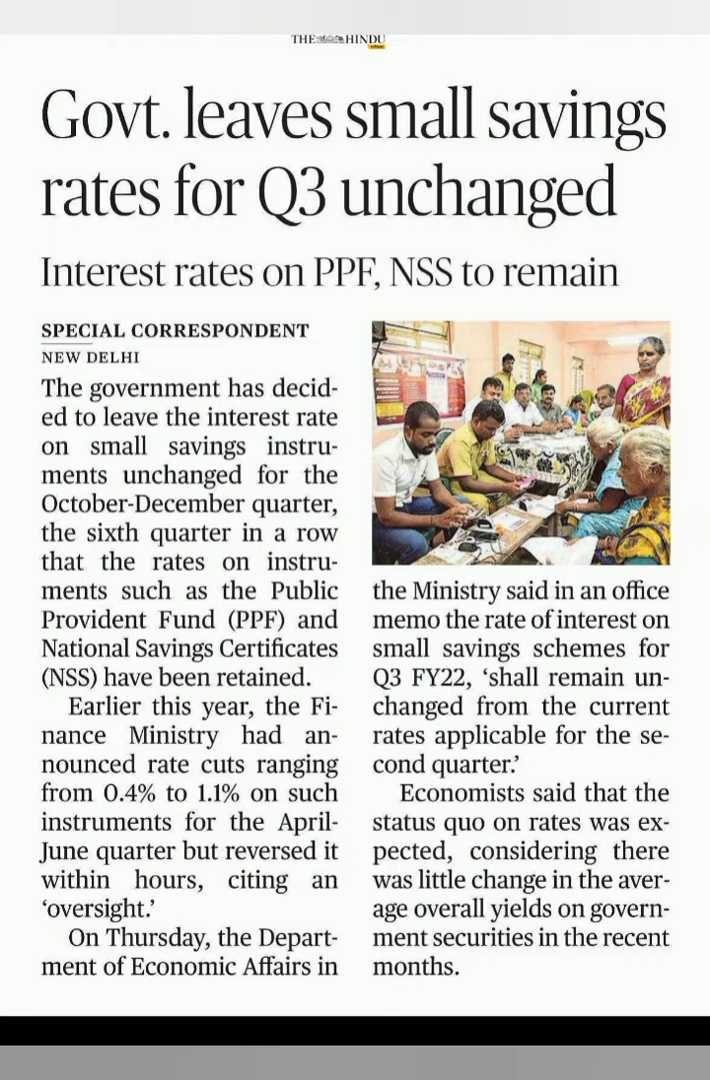 THE HINDU
Govt. leaves small savings
rates for Q3 unchanged
Interest rates on PPF, NSS to remain
SPECIAL CORRESPONDENT
NEW DELHI
The government has decid-
ed to leave the interest rate
on small savings instru-
ments unchanged for the
October-December quarter,
the sixth quarter in a row
that the rates on instru-
ments such as the Public
Provident Fund (PPF) and
National Savings Certificates
(NSS) have been retained.
Earlier this year, the Fi-
nance Ministry had an-
nounced rate cuts ranging
from 0.4% to 1.1% on such
instruments for the April-
June quarter but reversed it
within hours, citing an
‘oversight.’
On Thursday, the Depart-
ment of Economic Affairs in
the Ministry said in an office
memo the rate of interest on
small savings schemes for
Q3 FY22, ‘shall remain un-
changed from the current
rates applicable for the se-
cond quarter.’
Economists said that the
status quo on rates was ex-
pected, considering there
was little change in the aver-
age overall yields on govern-
ment securities in the recent
months.